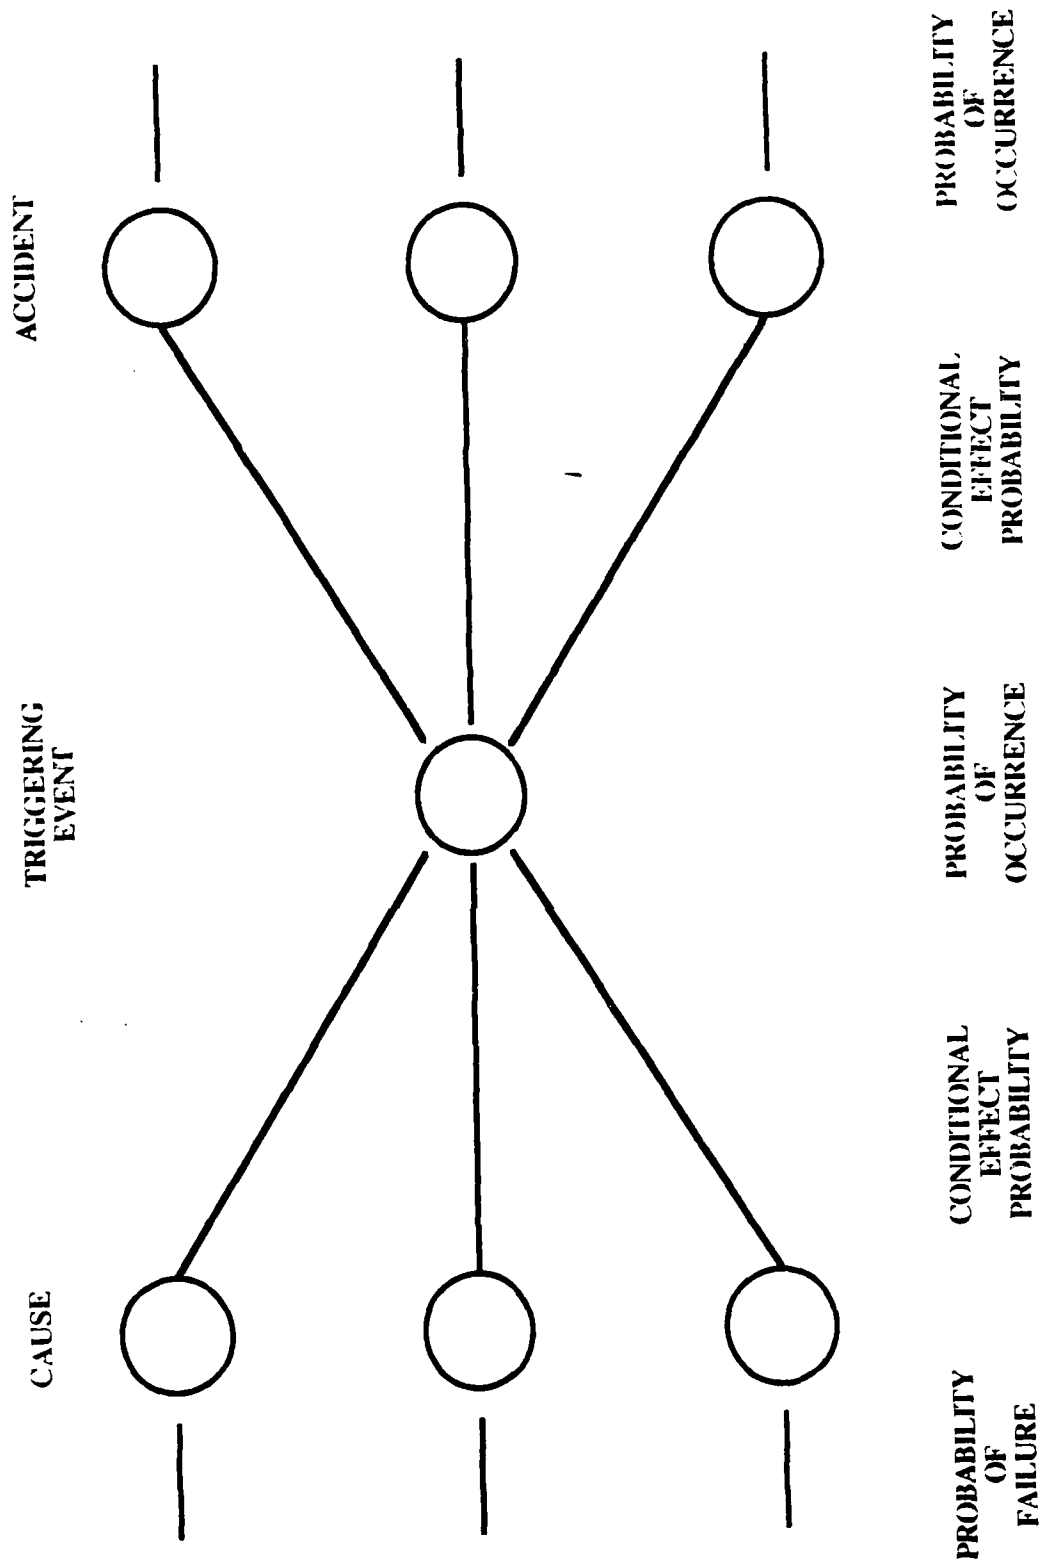 CAUSE
TRIGGERING
EVENT
ACCIDENT
PROBABILITY
OF
FAILURE
CONDITIONAL
EFFECT
PROBABILITY
PROBABILITY
OF
OCCURRENCE
CONDITIONAL
EFFECT
PROBABILITY
PROBABILITY
OF
OCCURRENCE